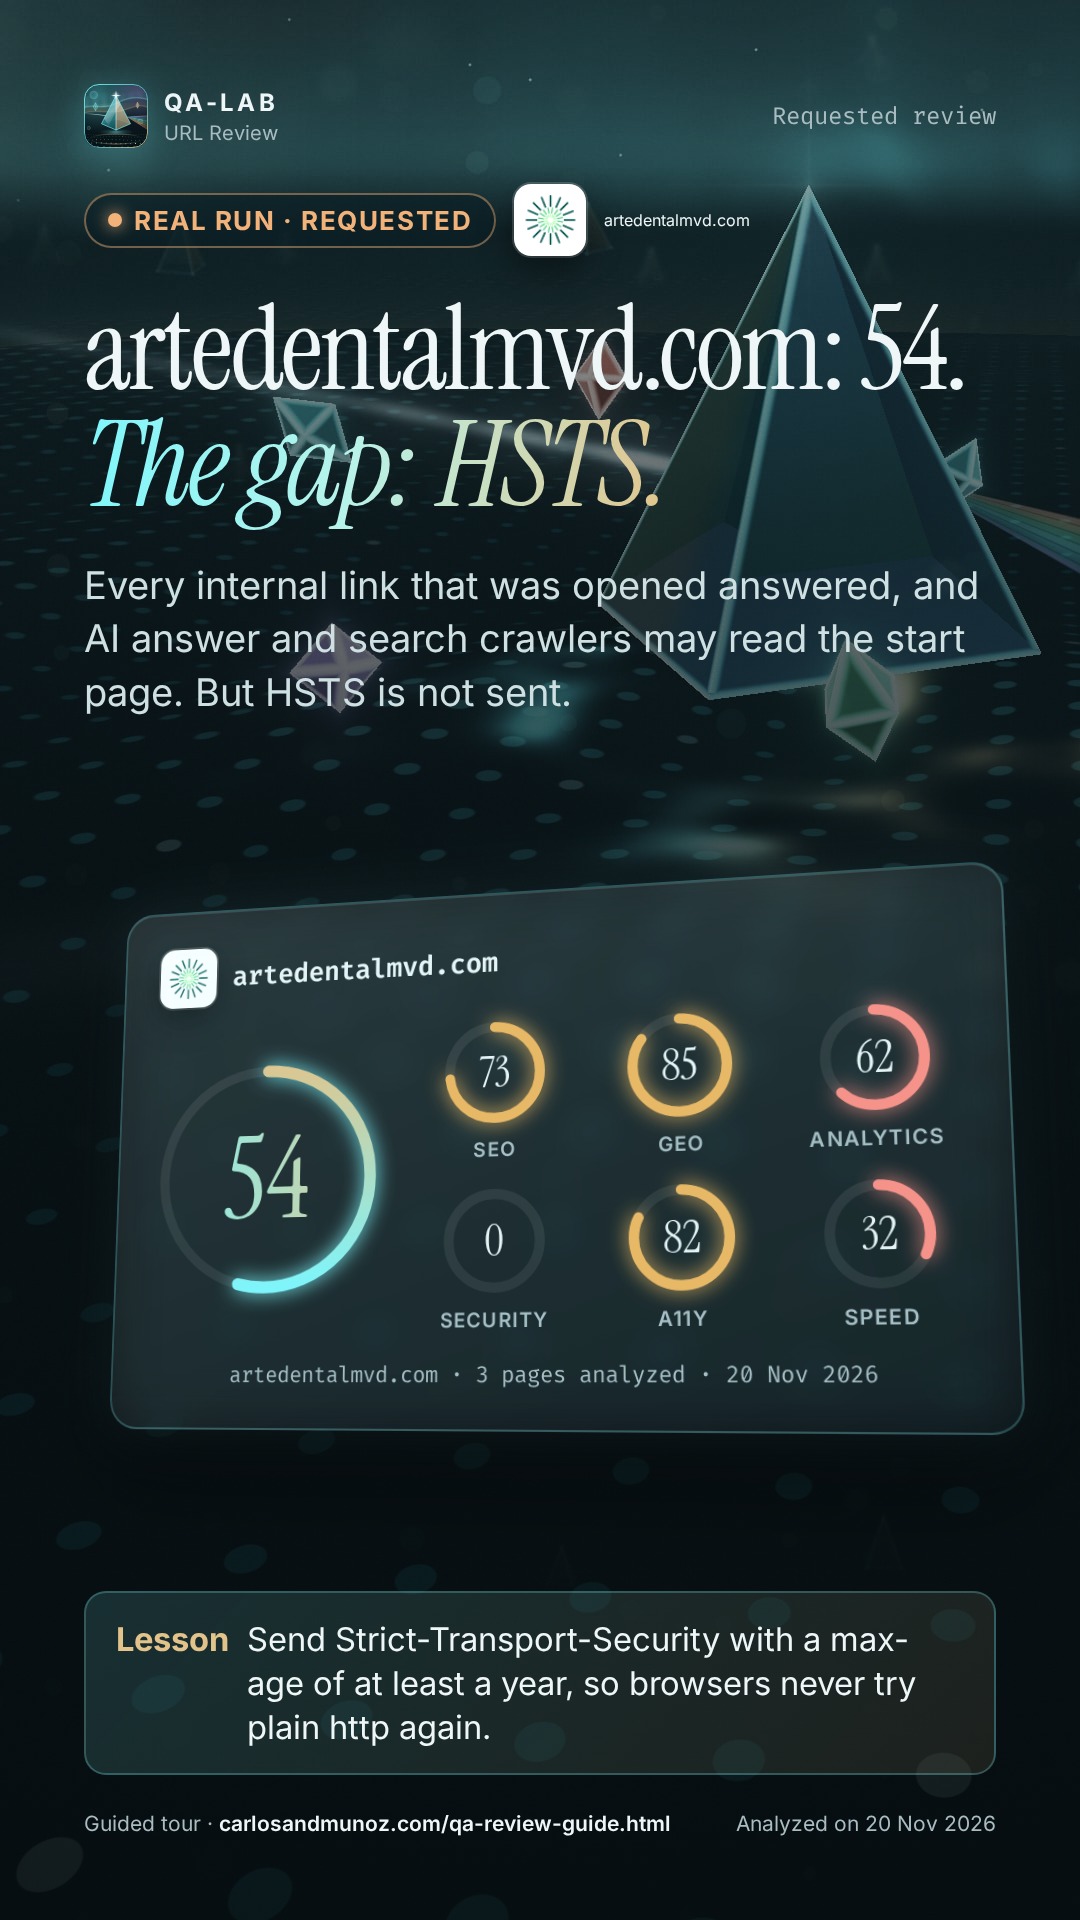 QA-LAB
URL Review
Requested review
REAL RUN · REQUESTED
artedentalmvd.com
artedentalmvd.com: 54.
The gap: HSTS.
Every internal link that was opened answered, and
AI answer and search crawlers may read the start
page. But HSTS is not sent.
artedentalmvd.com
54
73
SEO
85
GEO
62
ANALYTICS
0
SECURITY
82
A11Y
32
SPEED
artedentalmvd.com · 3 pages analyzed · 20 Nov 2026
Lesson Send Strict-Transport-Security with a max-
age of at least a year, so browsers never try
plain http again.
Guided tour · carlosandmunoz.com/qa-review-guide.html
Analyzed on 20 Nov 2026